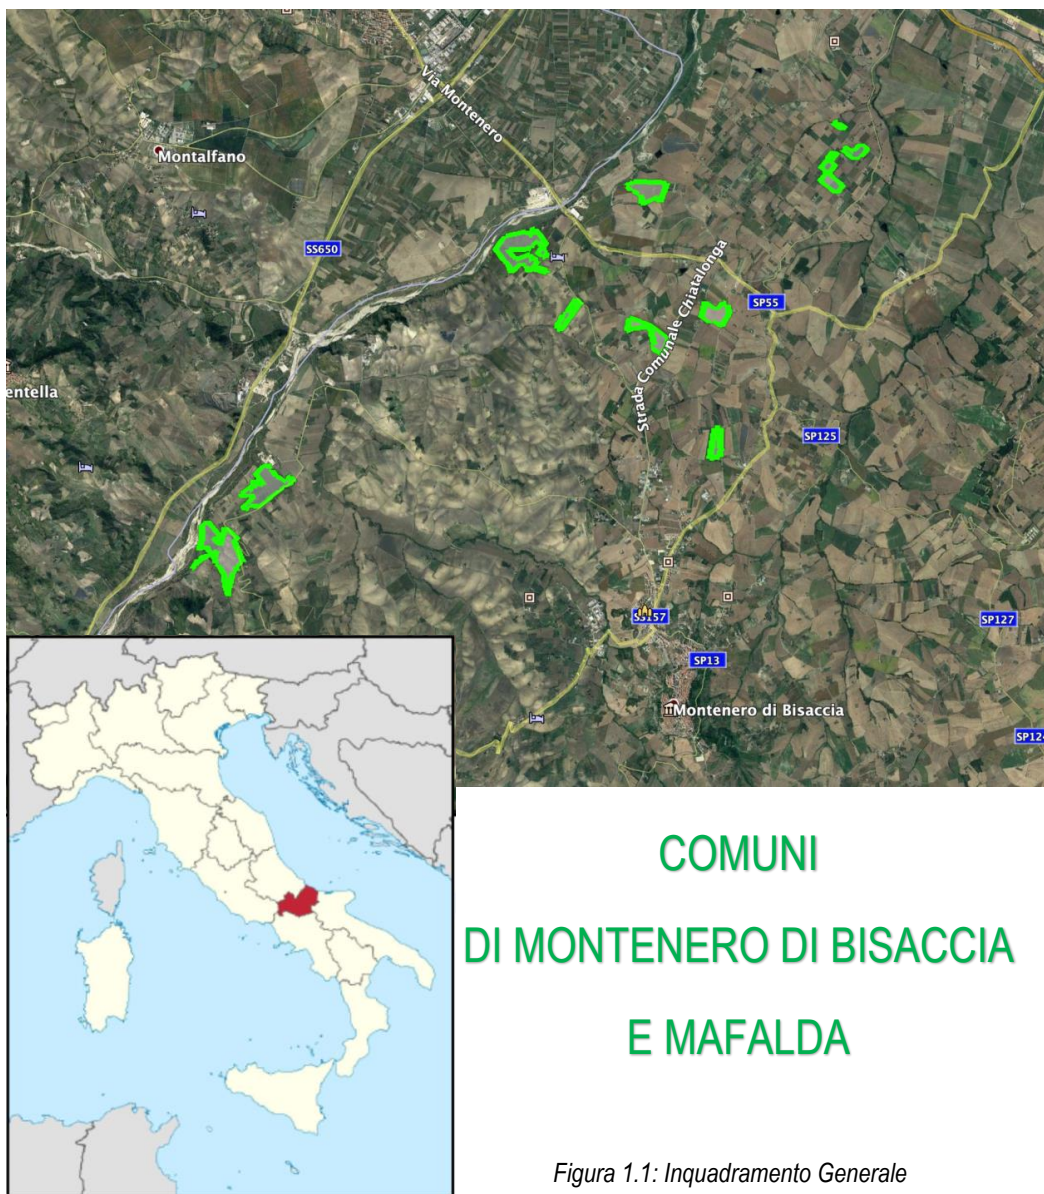 Via Montenero
Montalfano
SS650
Strada Comunale Chiatalonga
SP55
entella
SP125
SP127
SP13
Montenero di Bisaccia
SP124
COMUNI
DI MONTENERO DI BISACCIA
E MAFALDA
Figura 1.1: Inquadramento Generale